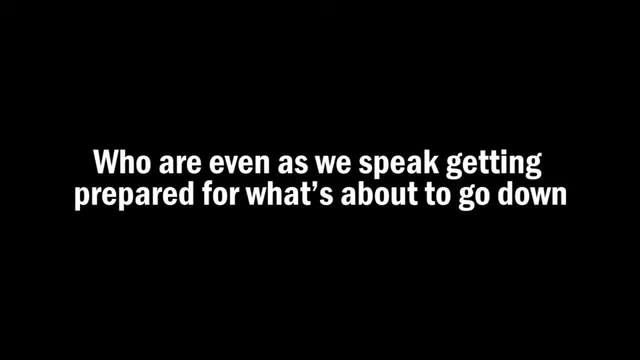 Who are even as we speak getting
prepared for what’s about to go down